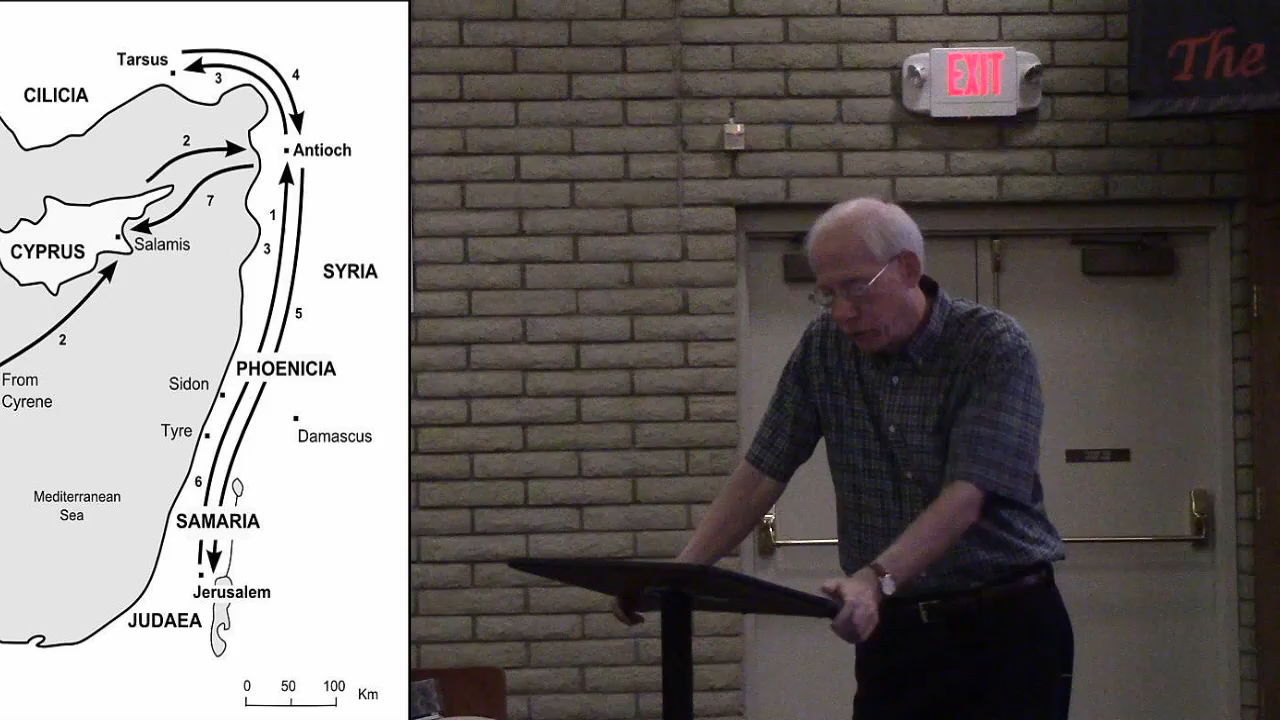 Tarsus
4
3
CILICIA
2
Antioch
7
1
Salamis
CYPRUS
3
SYRIA
5
2
PHOENICIA
From
Cyrene
Sidon
Tyre
Damascus
6
Mediterranean
Sea
SAMARIA
Jerusalem
JUDAEA
0 50 100 Km
EXIT
The